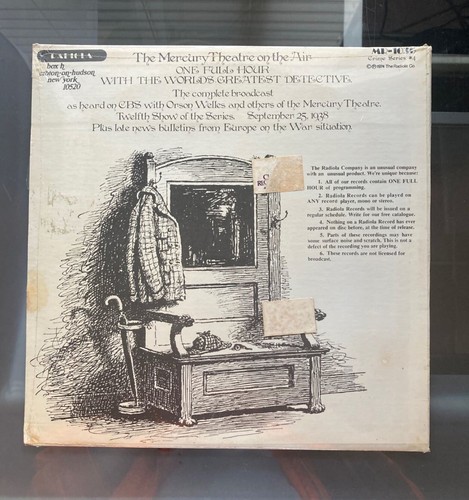 RADIOLA
box h
croton-on-hudson
new york
10520
MR-1035
Crime Series #4
The Mercury Theatre on the Air
ONE FULL HOUR
WITH THE WORLD'S GREATEST DETECTIVE
The complete broadcast
as heard on CBS with Orson Welles and others of the Mercury Theatre.
Twelfth Show of the Series. September 25, 1938
Plus late news bulletins from Europe on the War situation.
The Radiola Company is an unusual company
with an unusual product. We're unique because:
1. All of our records contain ONE FULL
HOUR of programming.
2. Radiola Records can be played on
ANY record player, mono or stereo.
3. Radiola Records will be issued on a
regular schedule. Write for our free catalogue.
4. Nothing on a Radiola Record has ever
appeared on disc before, at the time of release.
5. Parts of these recordings may have
some surface noise and scratch. This is not a
defect of the recording you are playing.
6. These records are not licensed for
broadcast.